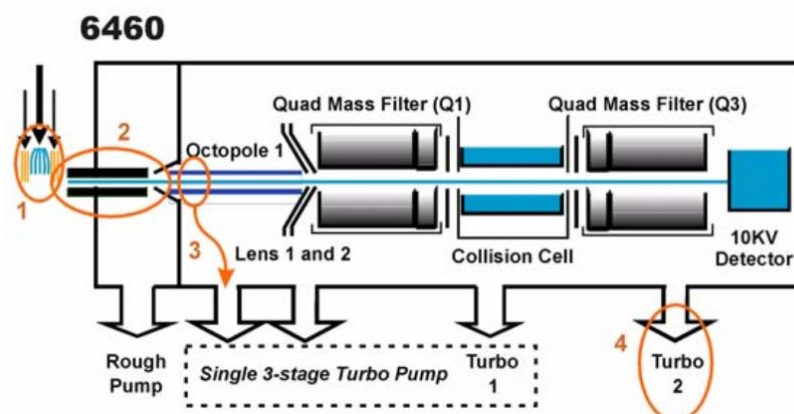 6460
Quad Mass Filter (Q1)
Quad Mass Filter (Q3)
2
Octopole 1
1
3
Lens 1 and 2
Collision Cell
10KV
Detector
Rough
Pump
Single 3-stage Turbo Pump
Turbo
1
4
Turbo
2